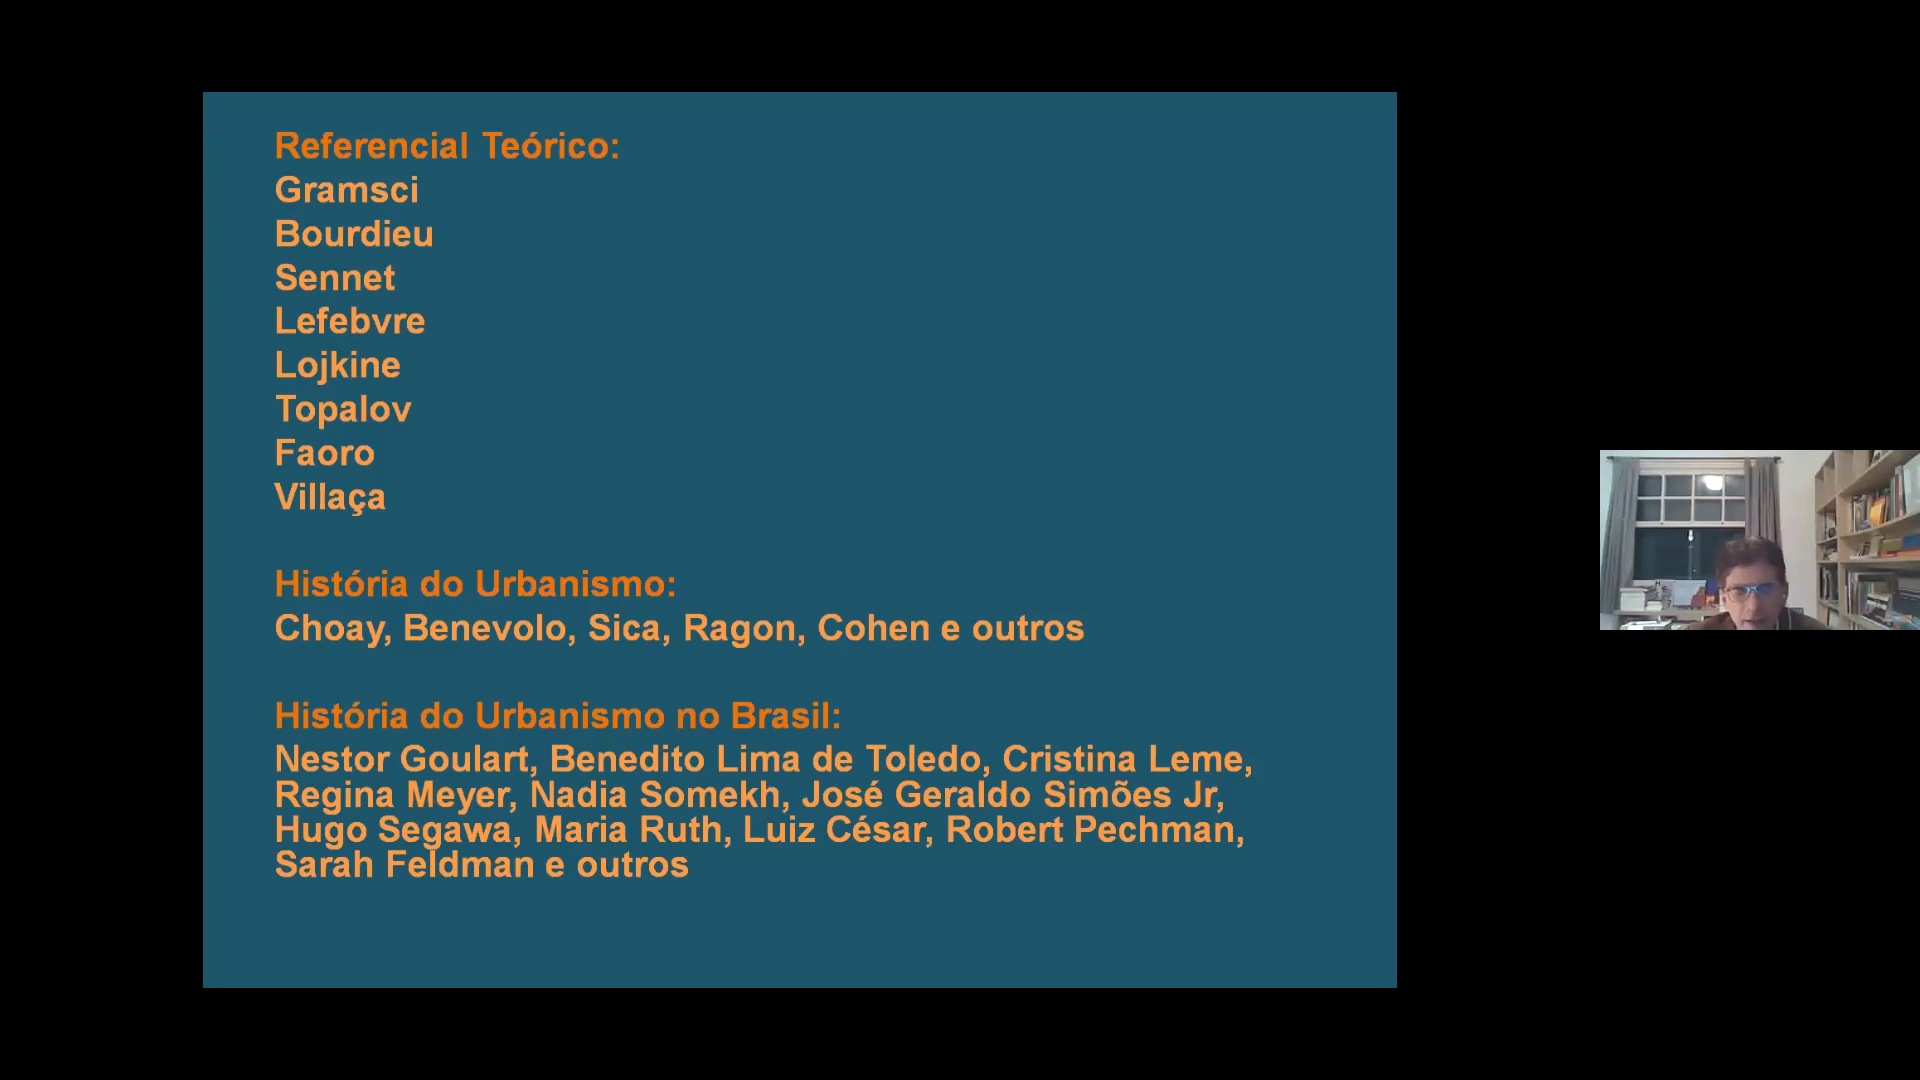 Referencial Teórico:
Gramsci
Bourdieu
Sennet
Lefebvre
Lojkine
Topalov
Faoro
Villaça
História do Urbanismo:
Choay, Benevolo, Sica, Ragon, Cohen e outros
História do Urbanismo no Brasil:
Nestor Goulart, Benedito Lima de Toledo, Cristina Leme,
Regina Meyer, Nadia Somekh, José Geraldo Simões Jr,
Hugo Segawa, Maria Ruth, Luiz César, Robert Pechman,
Sarah Feldman e outros